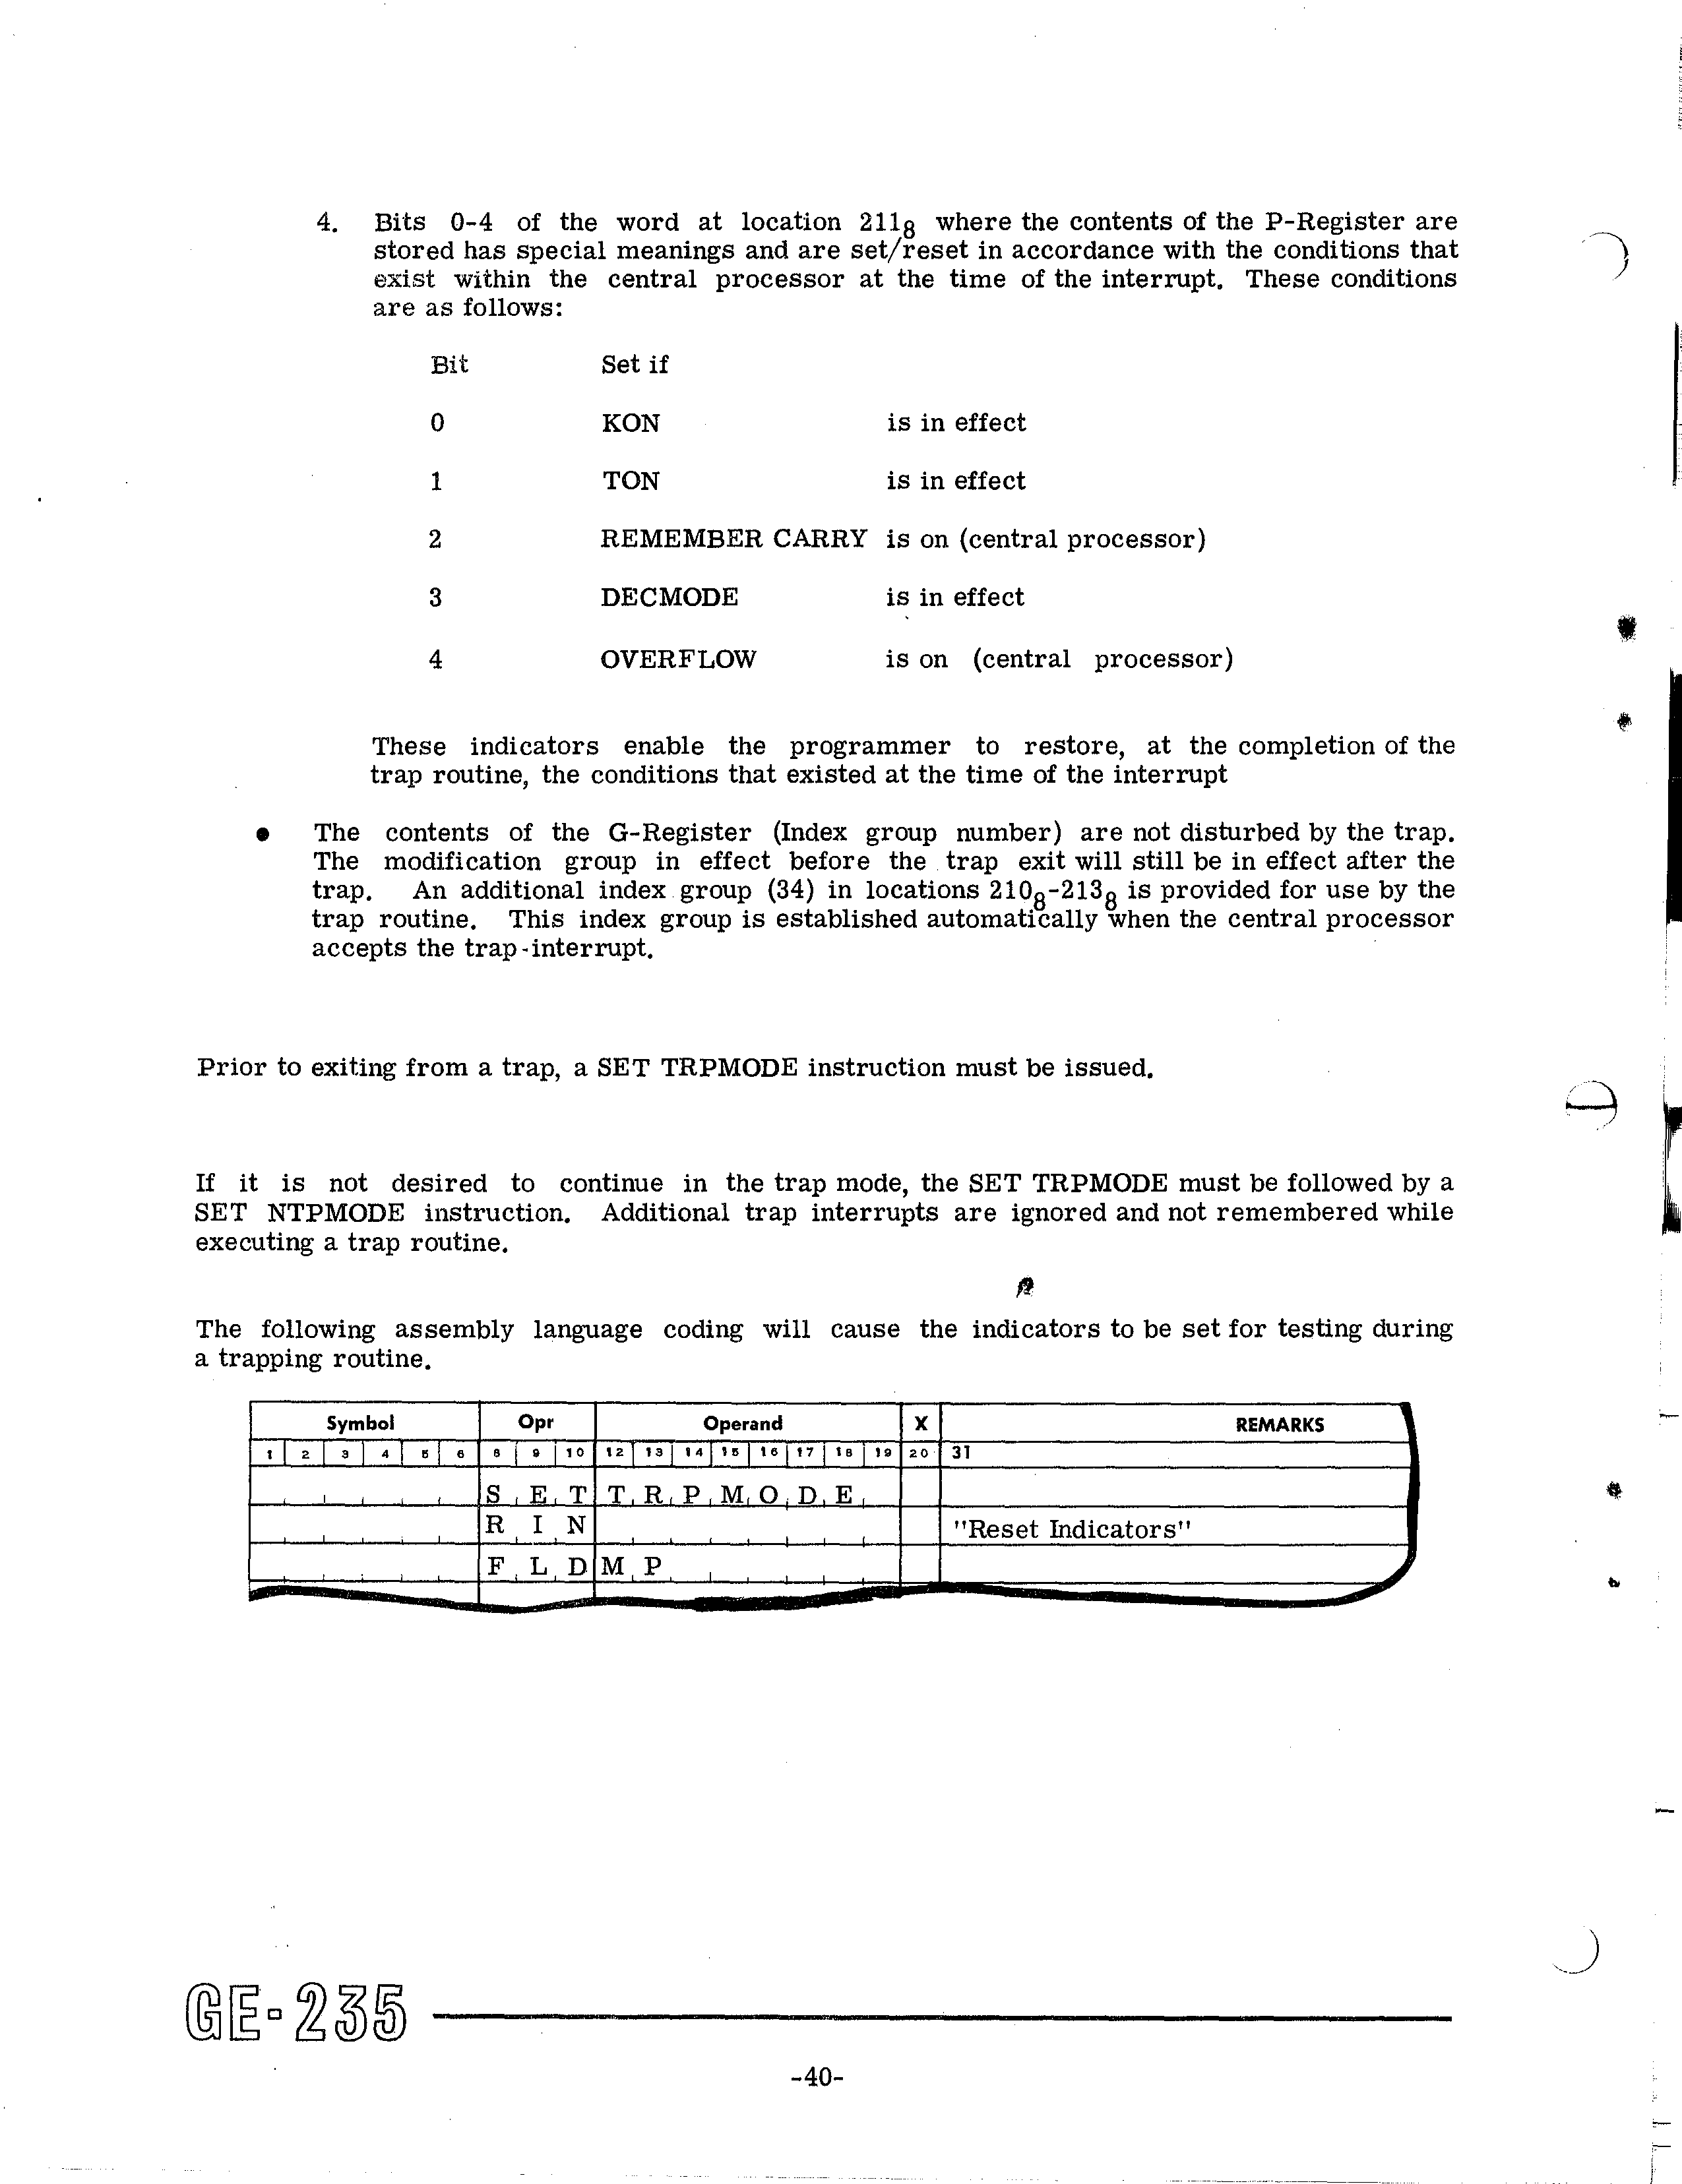 4. Bits 0-4 of the word at location 211₈ where the contents of the P-Register are
stored has special meanings and are set/reset in accordance with the conditions that
exist within the central processor at the time of the interrupt. These conditions
are as follows:
Bit Set if
0 KON is in effect
1 TON is in effect
2 REMEMBER CARRY is on (central processor)
3 DECMODE is in effect
4 OVERFLOW is on (central processor)
These indicators enable the programmer to restore, at the completion of the
trap routine, the conditions that existed at the time of the interrupt
● The contents of the G-Register (Index group number) are not disturbed by the trap.
The modification group in effect before the trap exit will still be in effect after the
trap. An additional index group (34) in locations 210₈-213₈ is provided for use by the
trap routine. This index group is established automatically when the central processor
accepts the trap-interrupt.
Prior to exiting from a trap, a SET TRPMODE instruction must be issued.
If it is not desired to continue in the trap mode, the SET TRPMODE must be followed by a
SET NTPMODE instruction. Additional trap interrupts are ignored and not remembered while
executing a trap routine.
The following assembly language coding will cause the indicators to be set for testing during
a trapping routine.
Symbol Opr Operand X REMARKS
1 2 3 4 5 6 8 9 10 12 13 14 15 16 17 18 19 20 31
S E T T R P M O D E
R I N "Reset Indicators"
F L D M P
GE-235
-40-